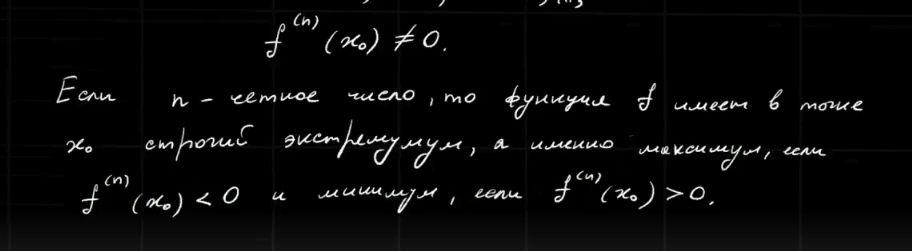 f⁽ⁿ⁾(x₀) ≠ 0.
Если n - четное число, то функция f имеет в точке
x₀ строгий экстремумум, а именно максимум, если
f⁽ⁿ⁾(x₀) < 0 и минимум, если f⁽ⁿ⁾(x₀) > 0.